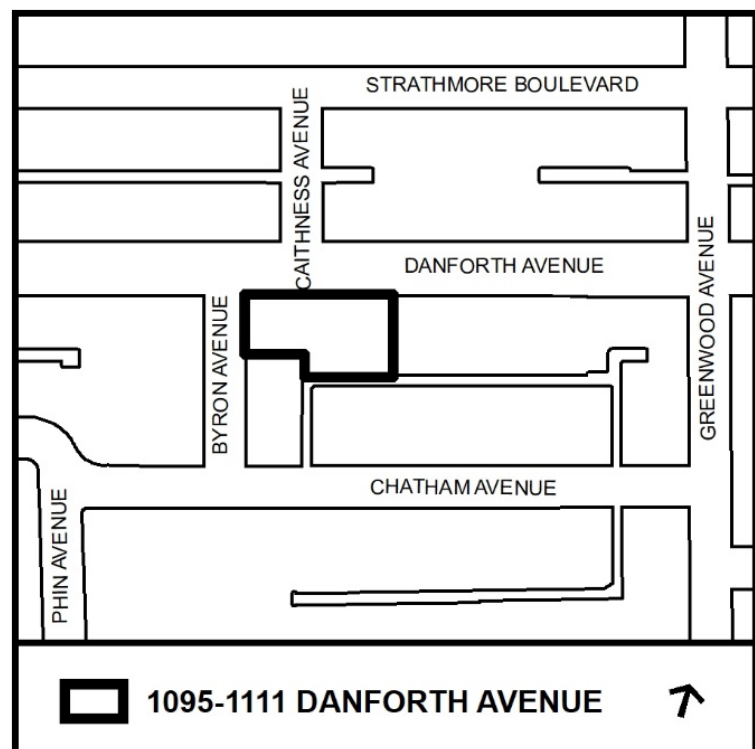 STRATHMORE BOULEVARD
CAITHNESS AVENUE
DANFORTH AVENUE
GREENWOOD AVENUE
BYRON AVENUE
CHATHAM AVENUE
PHIN AVENUE
1095-1111 DANFORTH AVENUE